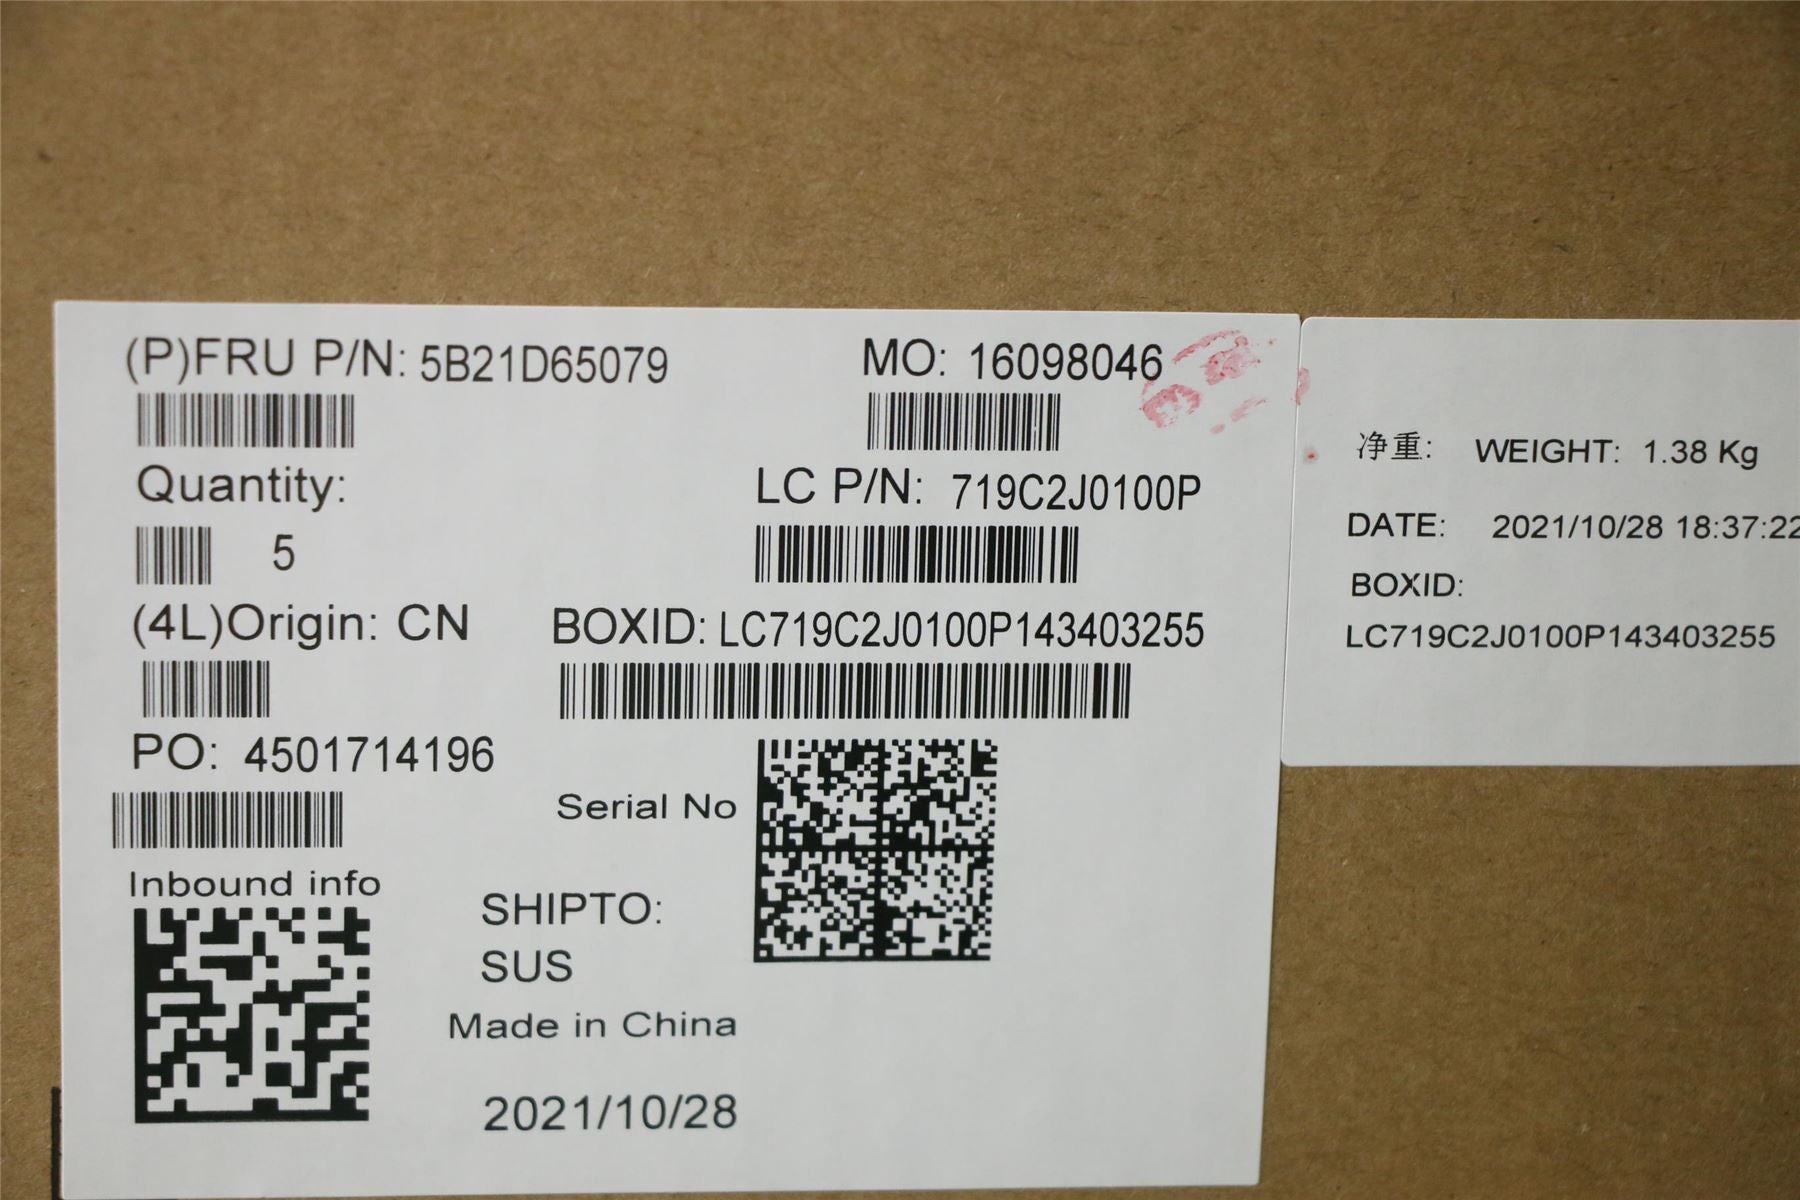 (P)FRU P/N: 5B21D65079
MO: 16098046
Quantity:
5
LC P/N: 719C2J0100P
(4L)Origin: CN
BOXID: LC719C2J0100P143403255
PO: 4501714196
Serial No
Inbound info
SHIPTO:
SUS
Made in China
2021/10/28
净重: WEIGHT: 1.38 Kg
DATE: 2021/10/28 18:37:22
BOXID:
LC719C2J0100P143403255